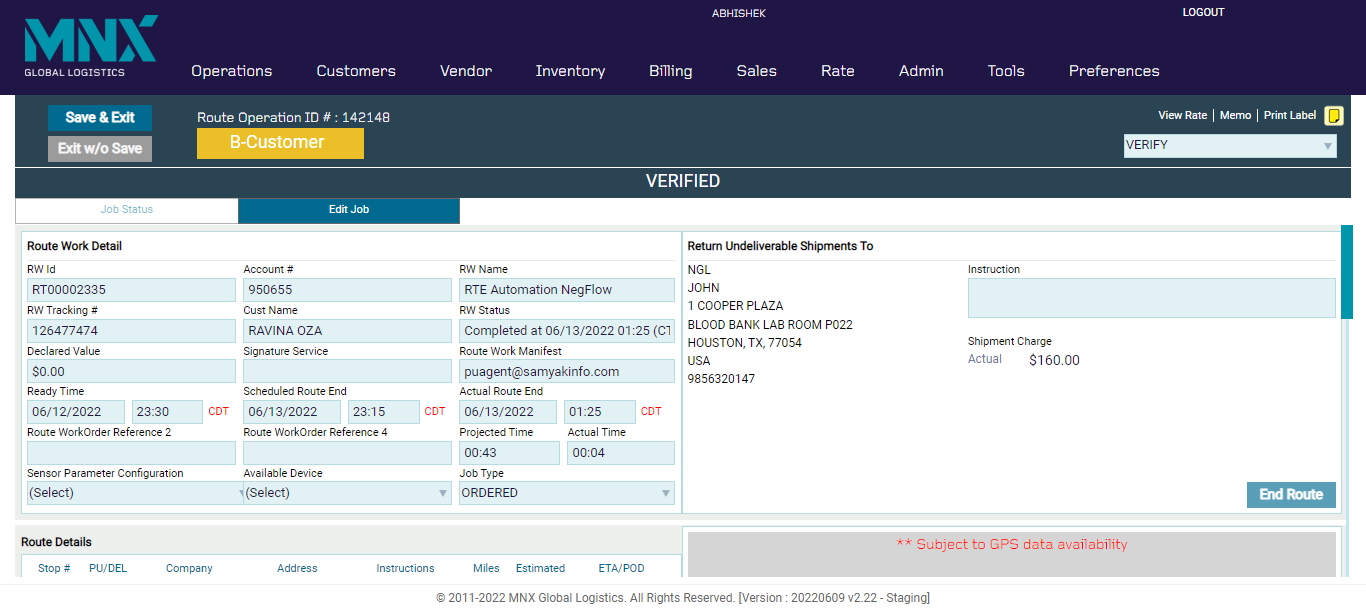 MNX
GLOBAL LOGISTICS
ABHISHEK
LOGOUT
Operations Customers Vendor Inventory Billing Sales Rate Admin Tools Preferences
Save & Exit
Exit w/o Save
Route Operation ID # : 142148
B-Customer
View Rate | Memo | Print Label
VERIFY
VERIFIED
Job Status Edit Job
Route Work Detail
RW Id Account # RW Name
RT00002335 950655 RTE Automation NegFlow
RW Tracking # Cust Name RW Status
126477474 RAVINA OZA Completed at 06/13/2022 01:25 (CT
Declared Value Signature Service Route Work Manifest
$0.00 puagent@samyakinfo.com
Ready Time Scheduled Route End Actual Route End
06/12/2022 23:30 CDT 06/13/2022 23:15 CDT 06/13/2022 01:25 CDT
Route WorkOrder Reference 2 Route WorkOrder Reference 4 Projected Time Actual Time
00:43 00:04
Sensor Parameter Configuration Available Device Job Type
(Select) (Select) ORDERED
Return Undeliverable Shipments To
NGL
JOHN
1 COOPER PLAZA
BLOOD BANK LAB ROOM P022
HOUSTON, TX, 77054
USA
9856320147
Instruction
Shipment Charge
Actual $160.00
End Route
Route Details
Stop # PU/DEL Company Address Instructions Miles Estimated ETA/POD
** Subject to GPS data availability
© 2011-2022 MNX Global Logistics. All Rights Reserved. [Version : 20220609 v2.22 - Staging]